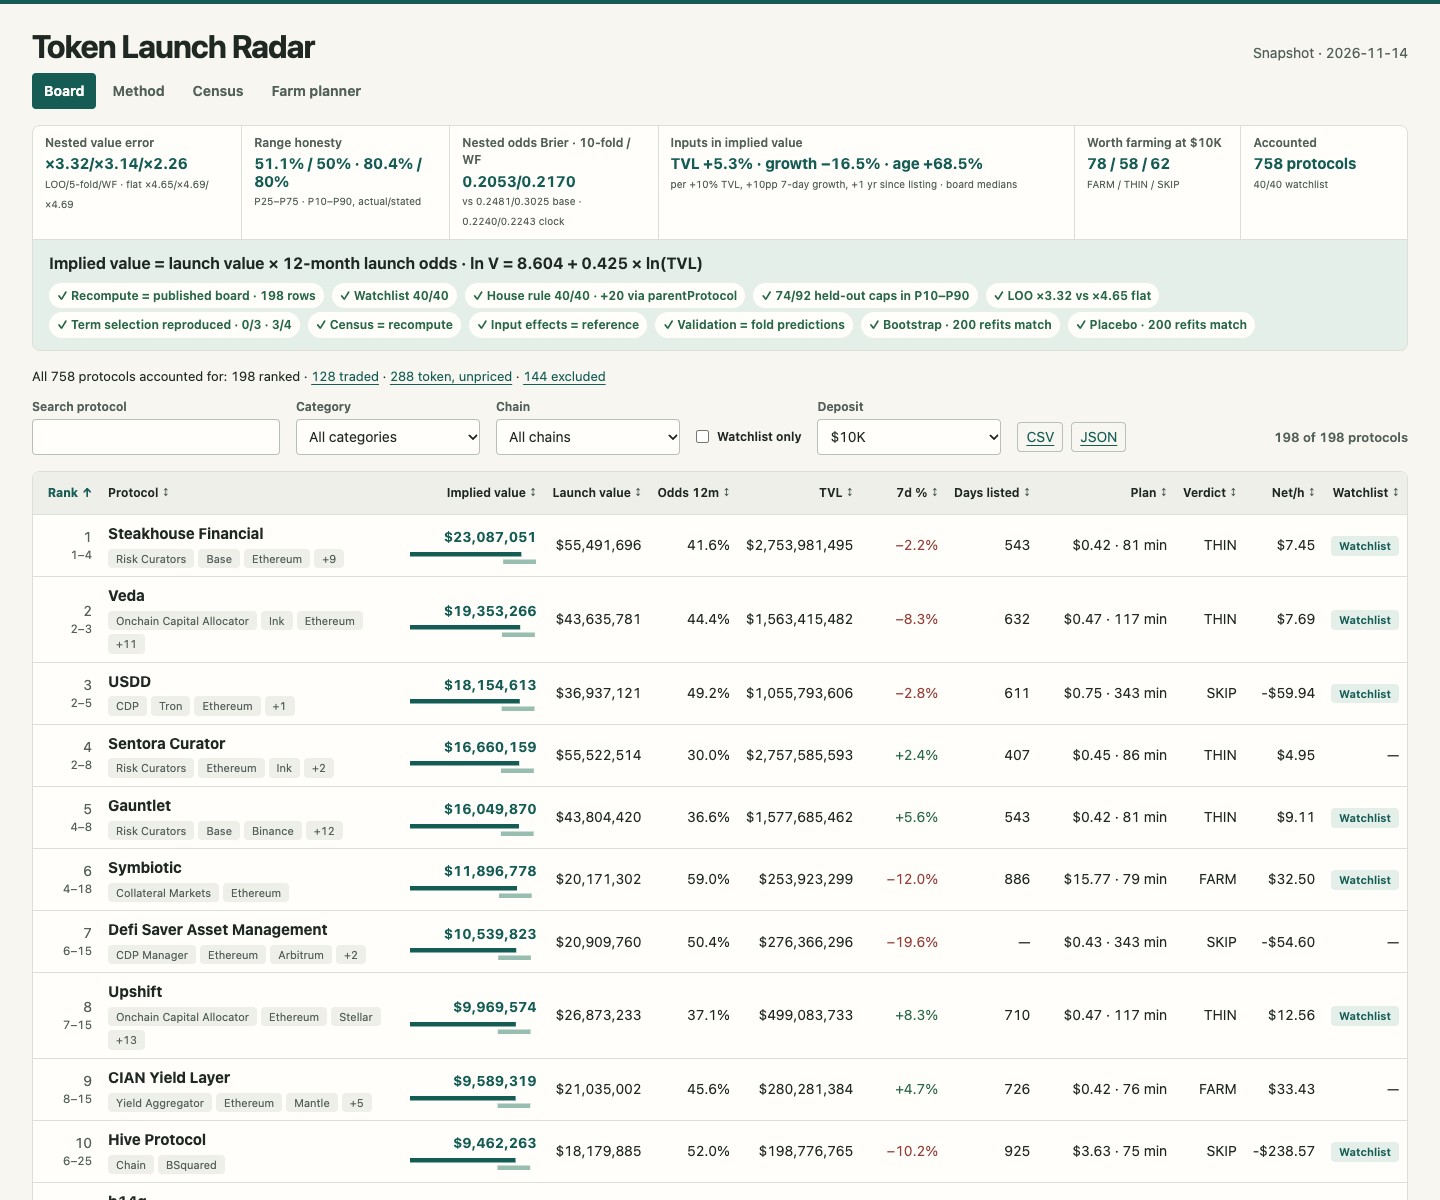 Token Launch Radar
Snapshot · 2026-11-14
Board Method Census Farm planner
Nested value error
×3.32/×3.14/×2.26
LOO/5-fold/WF · flat ×4.65/×4.69/
×4.69
Range honesty
51.1% / 50% · 80.4% /
80%
P25–P75 · P10–P90, actual/stated
Nested odds Brier · 10-fold /
WF
0.2053/0.2170
vs 0.2481/0.3025 base ·
0.2240/0.2243 clock
Inputs in implied value
TVL +5.3% · growth −16.5% · age +68.5%
per +10% TVL, +10pp 7-day growth, +1 yr since listing · board medians
Worth farming at $10K
78 / 58 / 62
FARM / THIN / SKIP
Accounted
758 protocols
40/40 watchlist
Implied value = launch value × 12-month launch odds · ln V = 8.604 + 0.425 × ln(TVL)
✓ Recompute = published board · 198 rows ✓ Watchlist 40/40 ✓ House rule 40/40 · +20 via parentProtocol ✓ 74/92 held-out caps in P10–P90 ✓ LOO ×3.32 vs ×4.65 flat
✓ Term selection reproduced · 0/3 · 3/4 ✓ Census = recompute ✓ Input effects = reference ✓ Validation = fold predictions ✓ Bootstrap · 200 refits match ✓ Placebo · 200 refits match
All 758 protocols accounted for: 198 ranked · 128 traded · 288 token, unpriced · 144 excluded
Search protocol Category Chain Deposit
All categories All chains Watchlist only $10K CSV JSON 198 of 198 protocols
Rank ↑ Protocol ↕ Implied value ↕ Launch value ↕ Odds 12m ↕ TVL ↕ 7d % ↕ Days listed ↕ Plan ↕ Verdict ↕ Net/h ↕ Watchlist ↕
1 Steakhouse Financial $23,087,051 $55,491,696 41.6% $2,753,981,495 −2.2% 543 $0.42 · 81 min THIN $7.45 Watchlist
1–4 Risk Curators Base Ethereum +9
2 Veda $19,353,266 $43,635,781 44.4% $1,563,415,482 −8.3% 632 $0.47 · 117 min THIN $7.69 Watchlist
2–3 Onchain Capital Allocator Ink Ethereum
+11
3 USDD $18,154,613 $36,937,121 49.2% $1,055,793,606 −2.8% 611 $0.75 · 343 min SKIP -$59.94 Watchlist
2–5 CDP Tron Ethereum +1
4 Sentora Curator $16,660,159 $55,522,514 30.0% $2,757,585,593 +2.4% 407 $0.45 · 86 min THIN $4.95 —
2–8 Risk Curators Ethereum Ink +2
5 Gauntlet $16,049,870 $43,804,420 36.6% $1,577,685,462 +5.6% 543 $0.42 · 81 min THIN $9.11 Watchlist
4–8 Risk Curators Base Binance +12
6 Symbiotic $11,896,778 $20,171,302 59.0% $253,923,299 −12.0% 886 $15.77 · 79 min FARM $32.50 Watchlist
4–18 Collateral Markets Ethereum
7 Defi Saver Asset Management $10,539,823 $20,909,760 50.4% $276,366,296 −19.6% — $0.43 · 343 min SKIP -$54.60 —
6–15 CDP Manager Ethereum Arbitrum +2
8 Upshift $9,969,574 $26,873,233 37.1% $499,083,733 +8.3% 710 $0.47 · 117 min THIN $12.56 Watchlist
7–15 Onchain Capital Allocator Ethereum Stellar
+13
9 CIAN Yield Layer $9,589,319 $21,035,002 45.6% $280,281,384 +4.7% 726 $0.42 · 76 min FARM $33.43 —
8–15 Yield Aggregator Ethereum Mantle +5
10 Hive Protocol $9,462,263 $18,179,885 52.0% $198,776,765 −10.2% 925 $3.63 · 75 min SKIP -$238.57 Watchlist
6–25 Chain BSquared